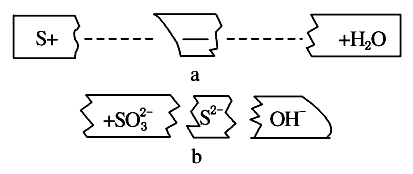 S+ — +H₂O
a
+SO₃²⁻ S²⁻ OH⁻
b